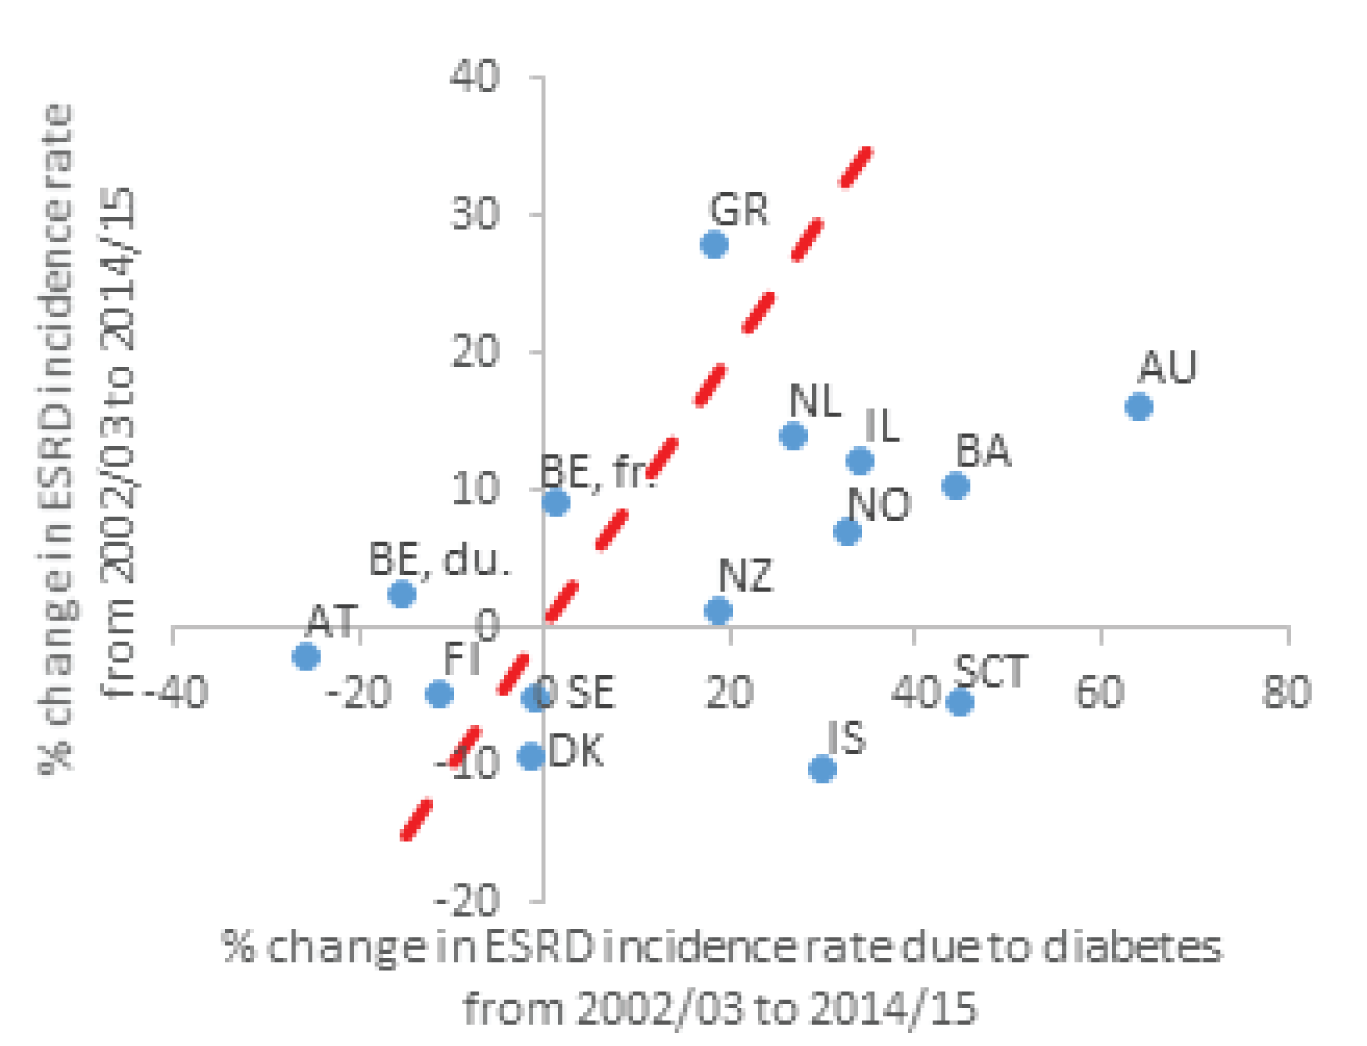 % change in ESRD incidence rate
from 2002/03 to 2014/15
40
30
GR
20
AU
NL
IL
BA
BE, fr.
10
NO
BE, du.
NZ
AT
0
FI
SCT
-40
-20
0
SE
20
40
60
80
IS
-10
DK
-20
% change in ESRD incidence rate due to diabetes
from 2002/03 to 2014/15